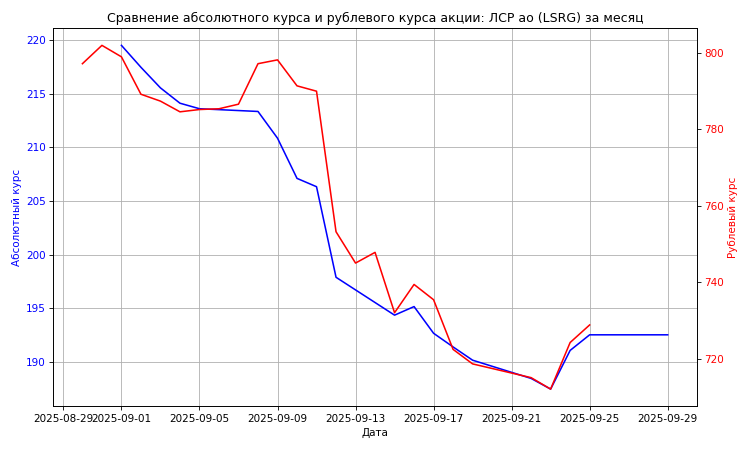 Сравнение абсолютного курса и рублевого курса акции: ЛСР ао (LSRG) за месяц
220
215
210
205
200
195
190
Абсолютный курс
800
780
760
740
720
Рублевый курс
2025-08-29 2025-09-01 2025-09-05 2025-09-09 2025-09-13 2025-09-17 2025-09-21 2025-09-25 2025-09-29
Дата